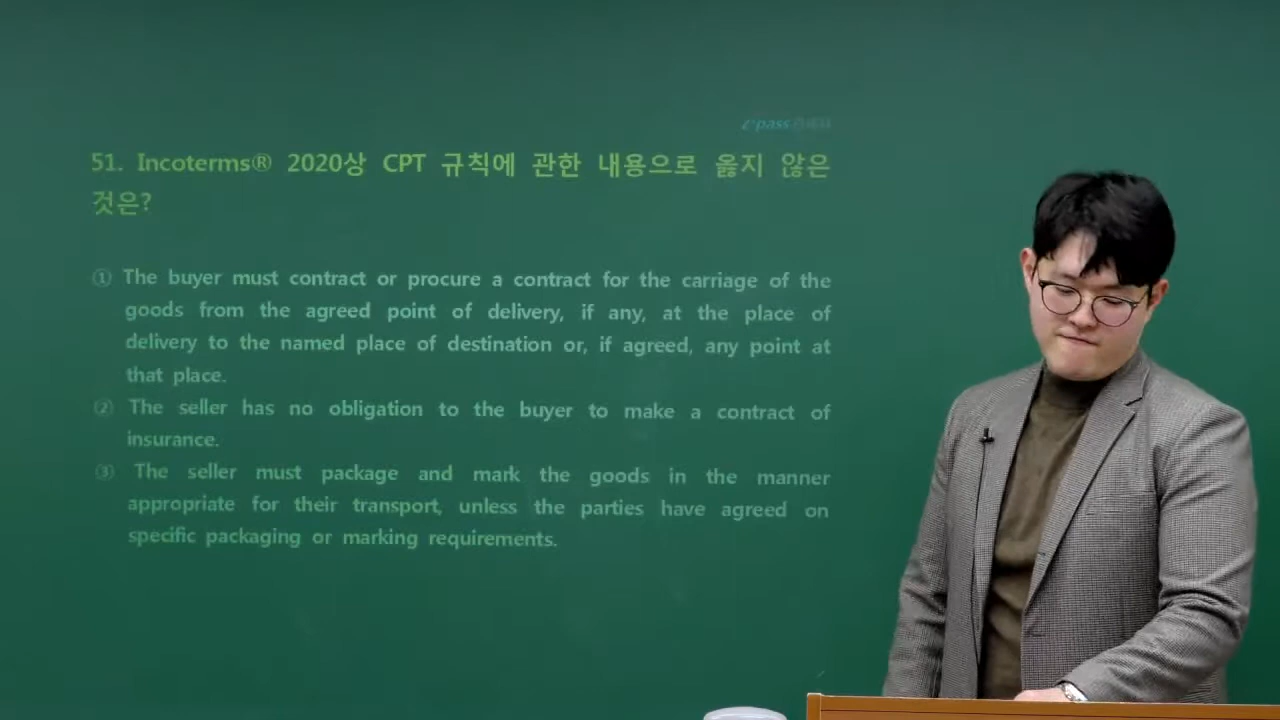 e·pass
51. Incoterms® 2020상 CPT 규칙에 관한 내용으로 옳지 않은
것은?
① The buyer must contract or procure a contract for the carriage of the
goods from the agreed point of delivery, if any, at the place of
delivery to the named place of destination or, if agreed, any point at
that place.
② The seller has no obligation to the buyer to make a contract of
insurance.
③ The seller must package and mark the goods in the manner
appropriate for their transport, unless the parties have agreed on
specific packaging or marking requirements.